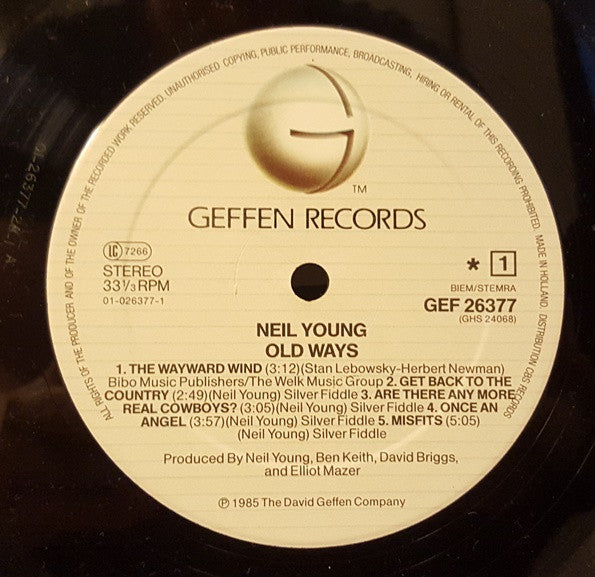 ALL RIGHTS OF THE PRODUCER AND OF THE OWNER OF THE RECORDED WORK RESERVED. UNAUTHORISED COPYING, PUBLIC PERFORMANCE, BROADCASTING, HIRING OR RENTAL OF THIS RECORDING PROHIBITED. MADE IN HOLLAND. DISTRIBUTION CBS RECORDS
G
TM
GEFFEN RECORDS
LC 7266
STEREO
33⅓ RPM
01-026377-1
* 1
BIEM/STEMRA
GEF 26377
(GHS 24068)
NEIL YOUNG
OLD WAYS
1. THE WAYWARD WIND (3:12)(Stan Lebowsky-Herbert Newman)
Bibo Music Publishers/The Welk Music Group 2. GET BACK TO THE
COUNTRY (2:49)(Neil Young) Silver Fiddle 3. ARE THERE ANY MORE
REAL COWBOYS? (3:05)(Neil Young) Silver Fiddle 4. ONCE AN
ANGEL (3:57)(Neil Young) Silver Fiddle 5. MISFITS (5:05)
(Neil Young) Silver Fiddle
Produced By Neil Young, Ben Keith, David Briggs,
and Elliot Mazer
℗ 1985 The David Geffen Company